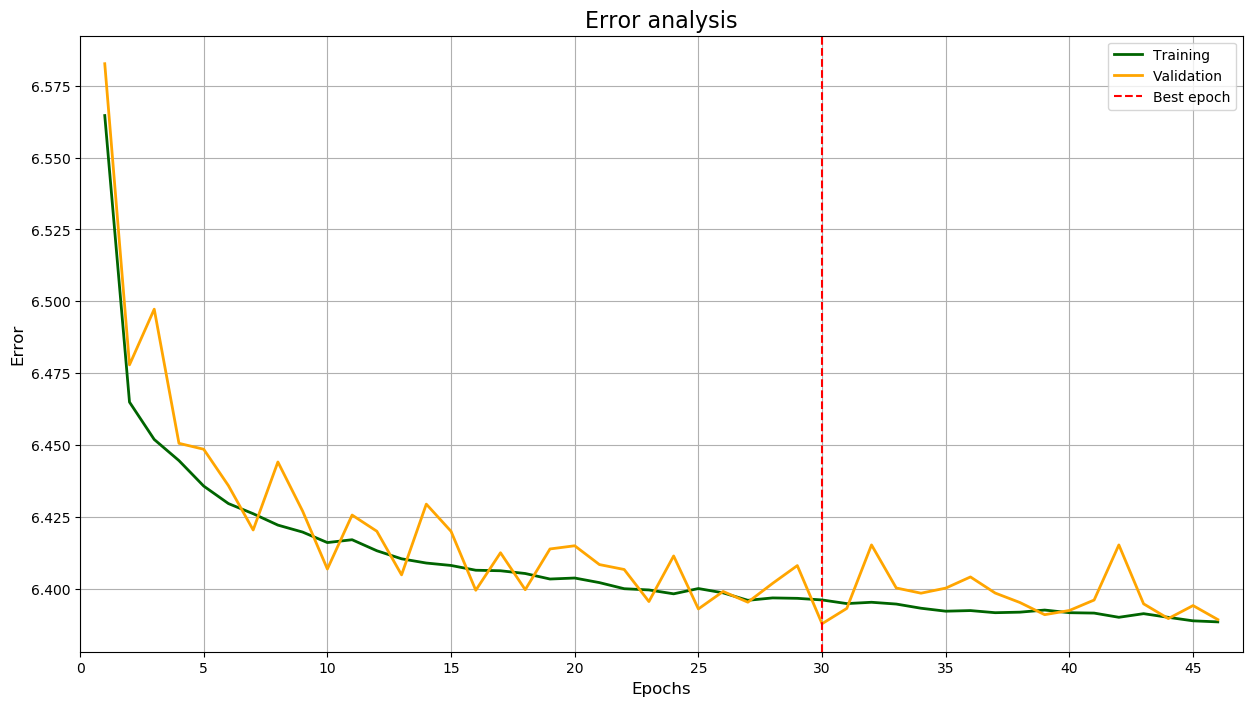 Error analysis
Training
Validation
Best epoch
Error
6.575
6.550
6.525
6.500
6.475
6.450
6.425
6.400
0 5 10 15 20 25 30 35 40 45
Epochs